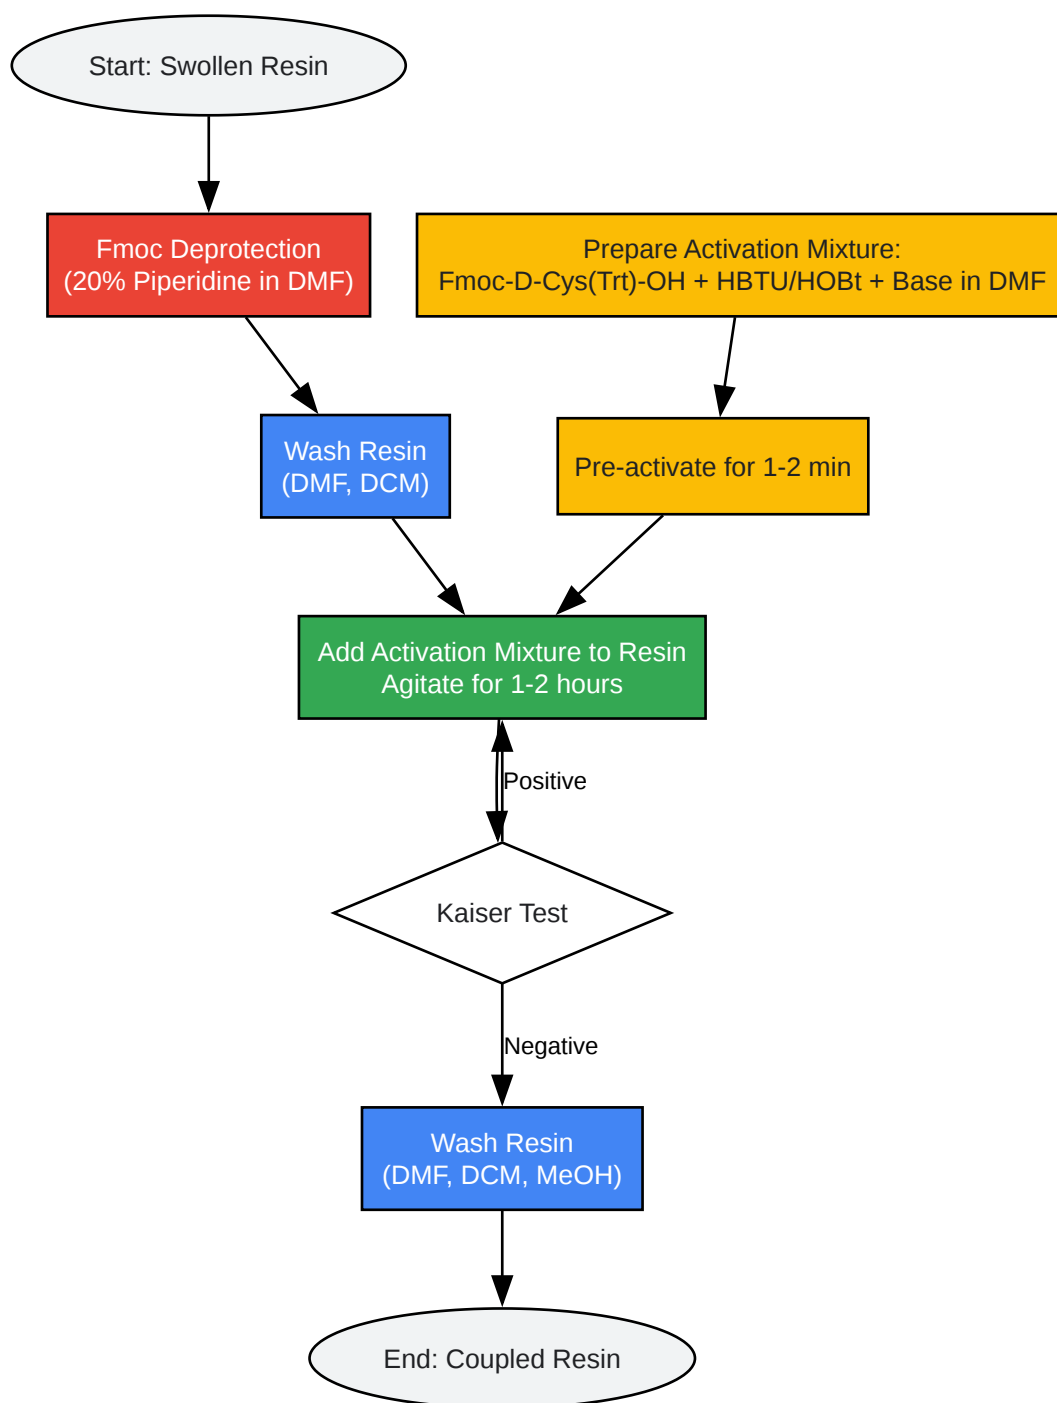 Start: Swollen Resin
Fmoc Deprotection
(20% Piperidine in DMF)
Prepare Activation Mixture:
Fmoc-D-Cys(Trt)-OH + HBTU/HOBt + Base in DMF
Wash Resin
(DMF, DCM)
Pre-activate for 1-2 min
Add Activation Mixture to Resin
Agitate for 1-2 hours
Positive
Kaiser Test
Negative
Wash Resin
(DMF, DCM, MeOH)
End: Coupled Resin